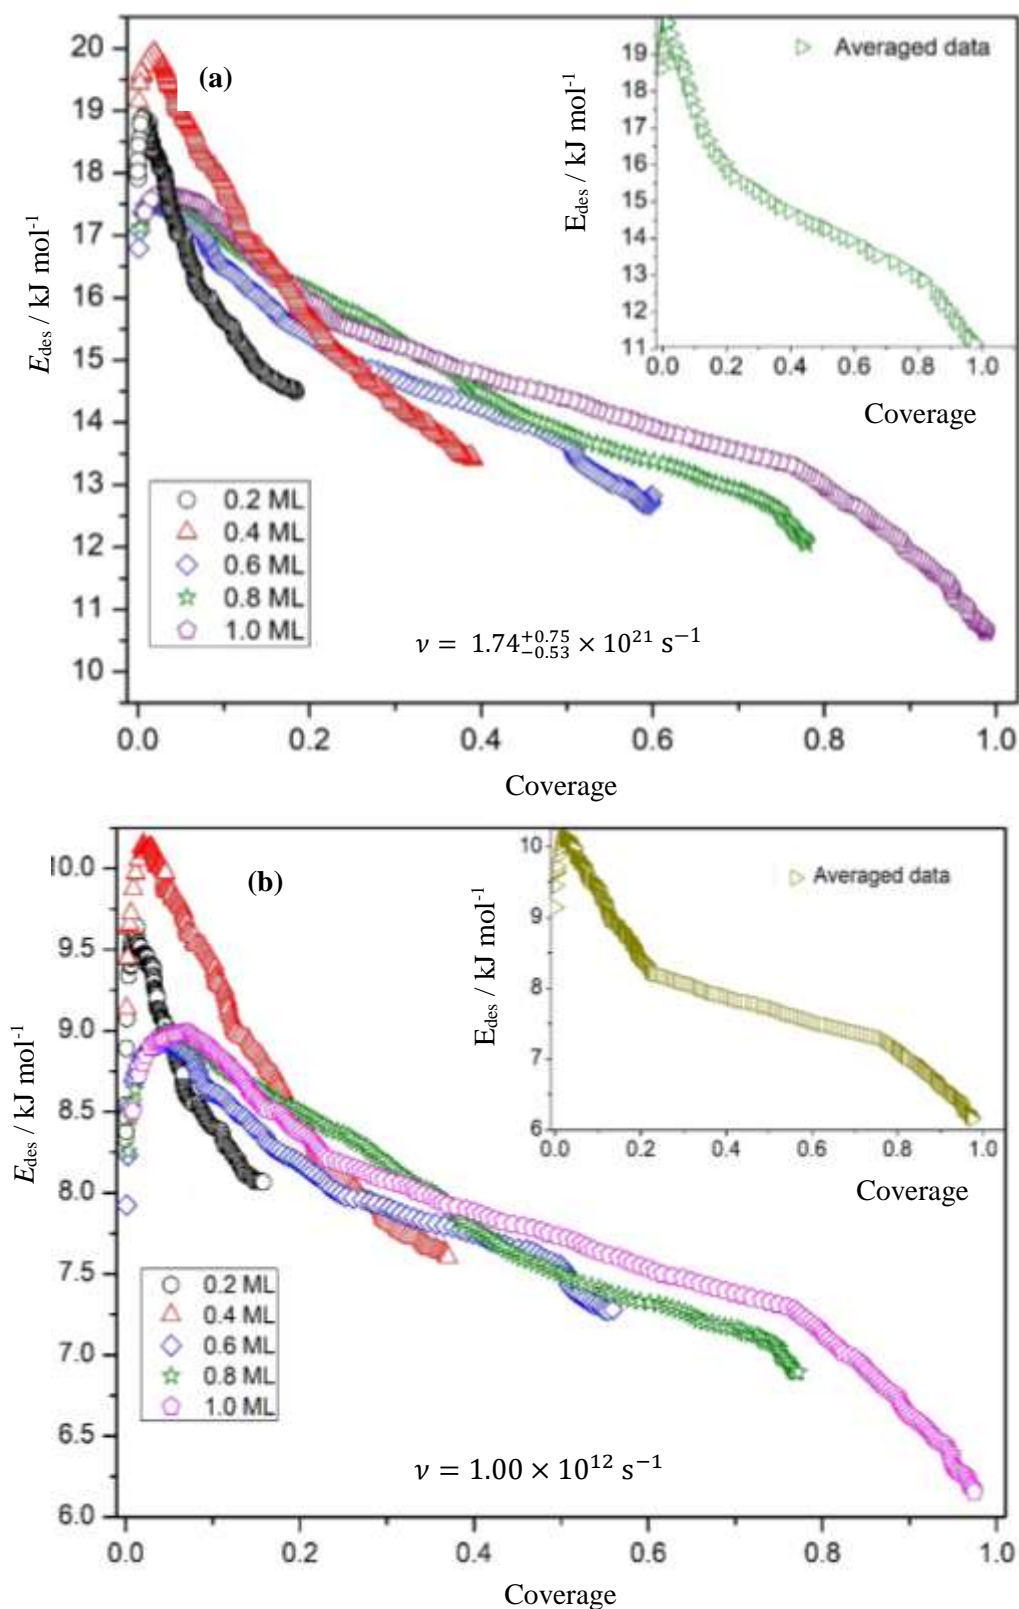 (a)
Averaged data
E_des / kJ mol⁻¹
19
18
17
16
15
14
13
12
11
0.0 0.2 0.4 0.6 0.8 1.0
Coverage
E_des / kJ mol⁻¹
20
19
18
17
16
15
14
13
12
11
10
0.2 ML
0.4 ML
0.6 ML
0.8 ML
1.0 ML
ν = 1.74 +0.75 −0.53 × 10²¹ s⁻¹
0.0 0.2 0.4 0.6 0.8 1.0
Coverage
(b)
Averaged data
E_des / kJ mol⁻¹
10
9
8
7
6
0.0 0.2 0.4 0.6 0.8 1.0
Coverage
E_des / kJ mol⁻¹
10.0
9.5
9.0
8.5
8.0
7.5
7.0
6.5
6.0
0.2 ML
0.4 ML
0.6 ML
0.8 ML
1.0 ML
ν = 1.00 × 10¹² s⁻¹
0.0 0.2 0.4 0.6 0.8 1.0
Coverage